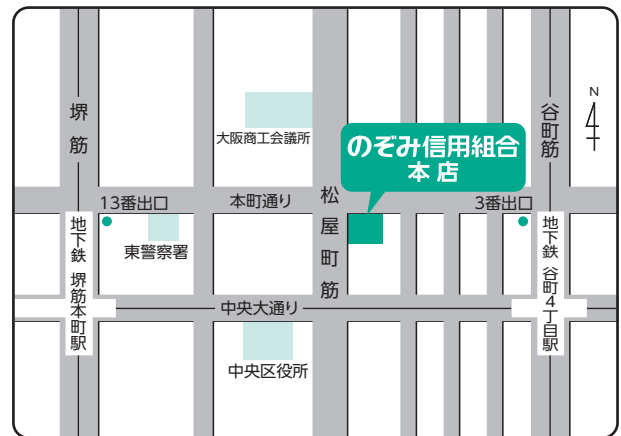 N
堺筋
谷町筋
大阪商工会議所
のぞみ信用組合
本店
13番出口
本町通り
松屋町筋
3番出口
地下鉄 堺筋本町駅
東警察署
地下鉄 谷町4丁目駅
中央大通り
中央区役所